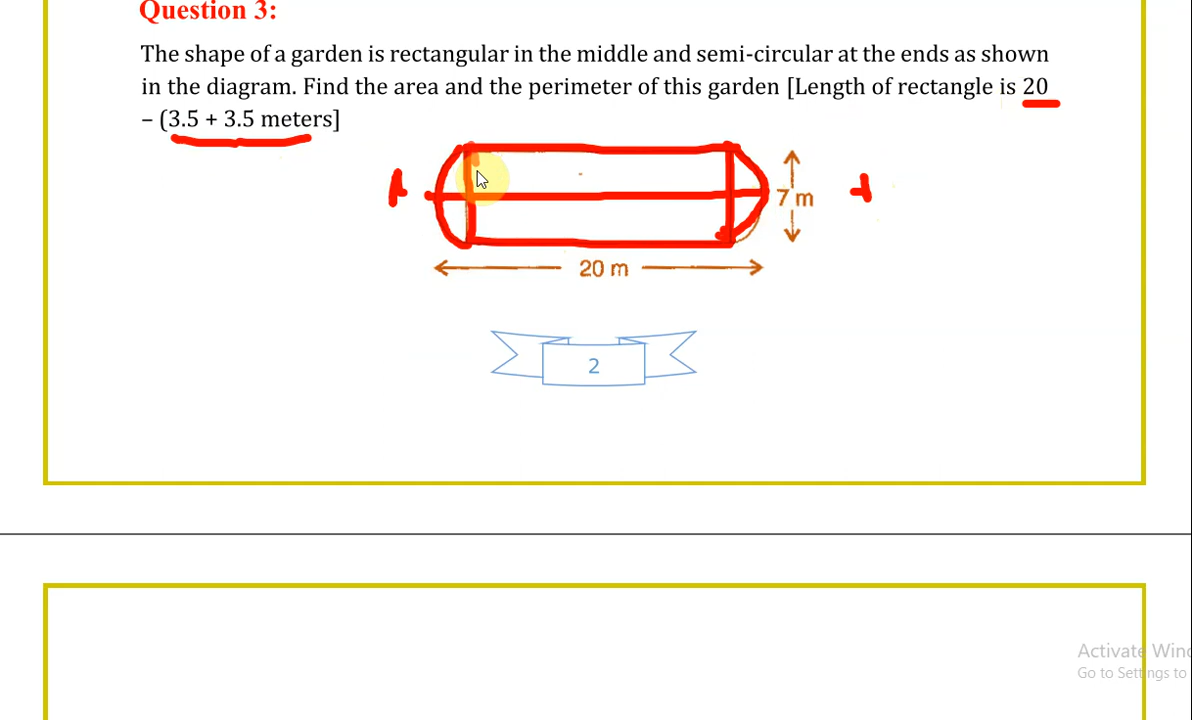 Question 3:
The shape of a garden is rectangular in the middle and semi-circular at the ends as shown
in the diagram. Find the area and the perimeter of this garden [Length of rectangle is 20
– (3.5 + 3.5 meters]
7 m
20 m
2
Activate Wind
Go to Settings to